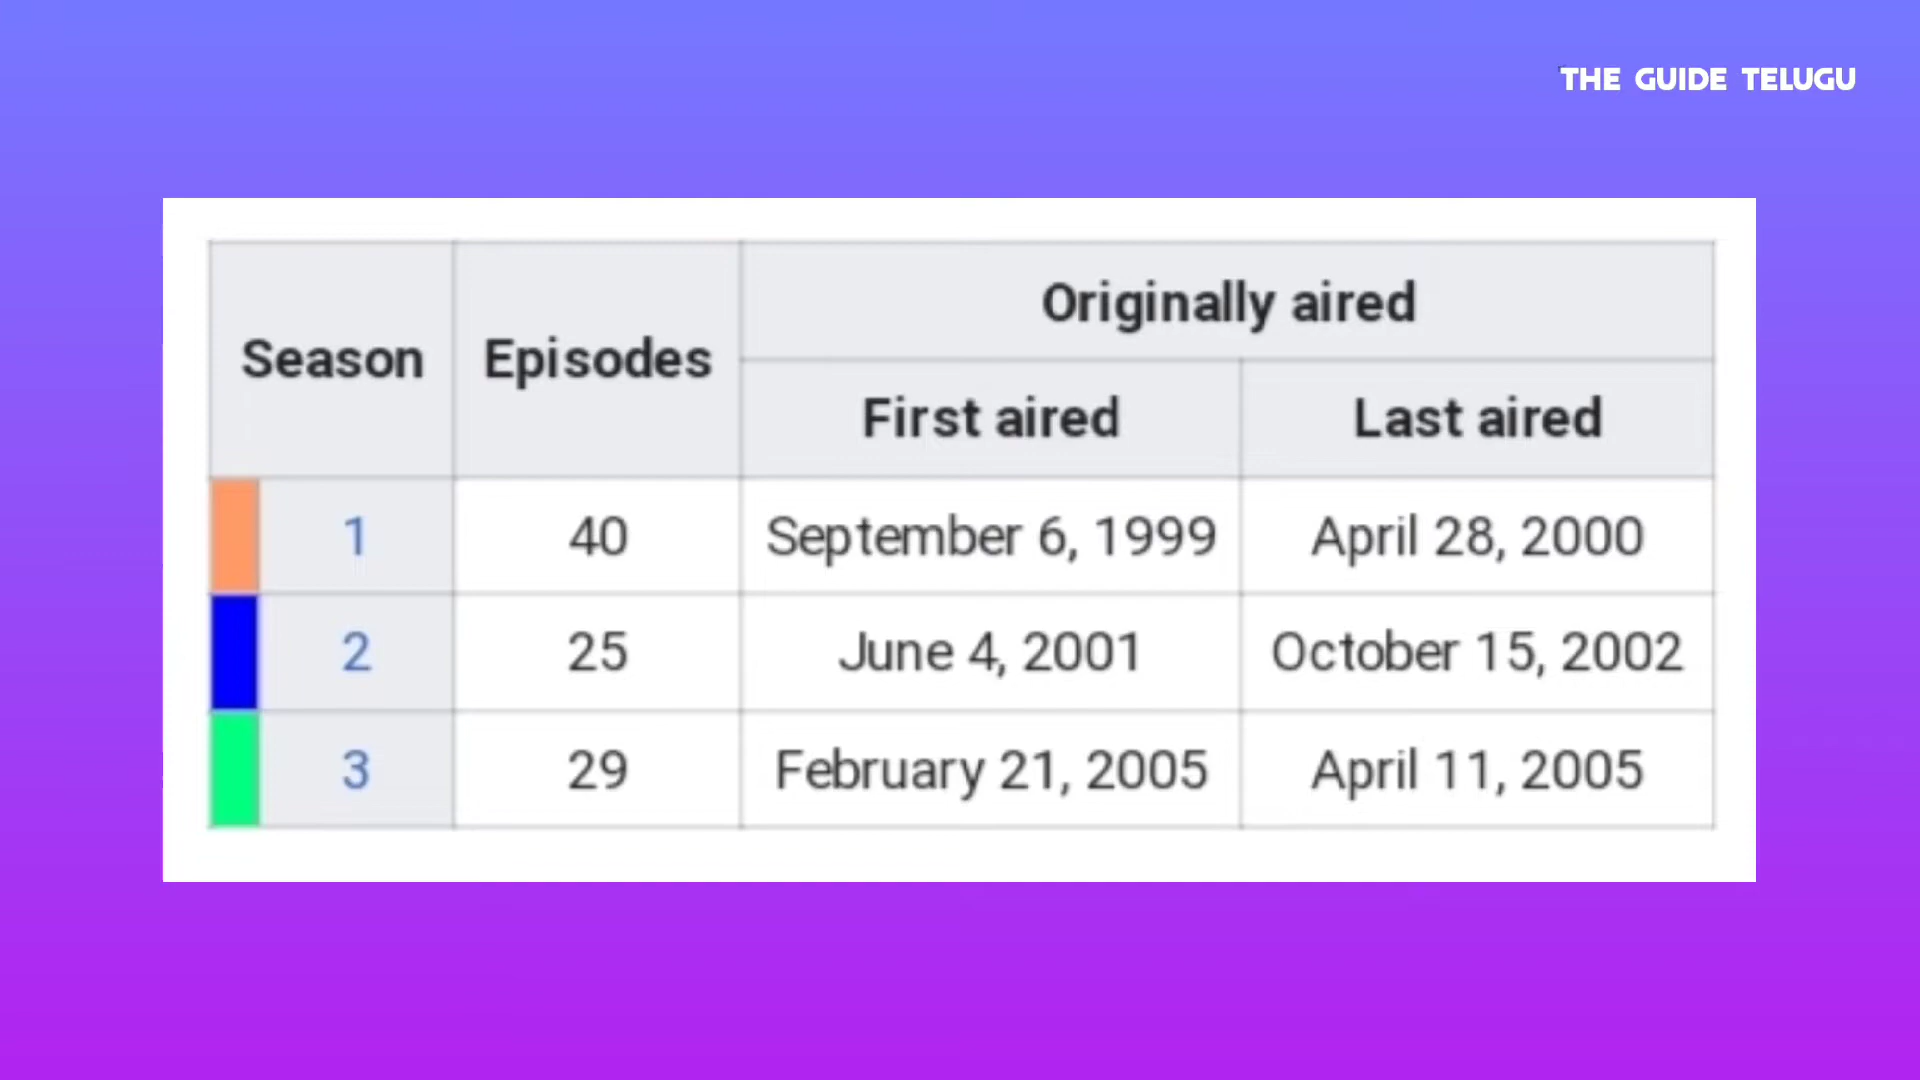 THE GUIDE TELUGU
Originally aired
Season Episodes
First aired Last aired
1 40 September 6, 1999 April 28, 2000
2 25 June 4, 2001 October 15, 2002
3 29 February 21, 2005 April 11, 2005